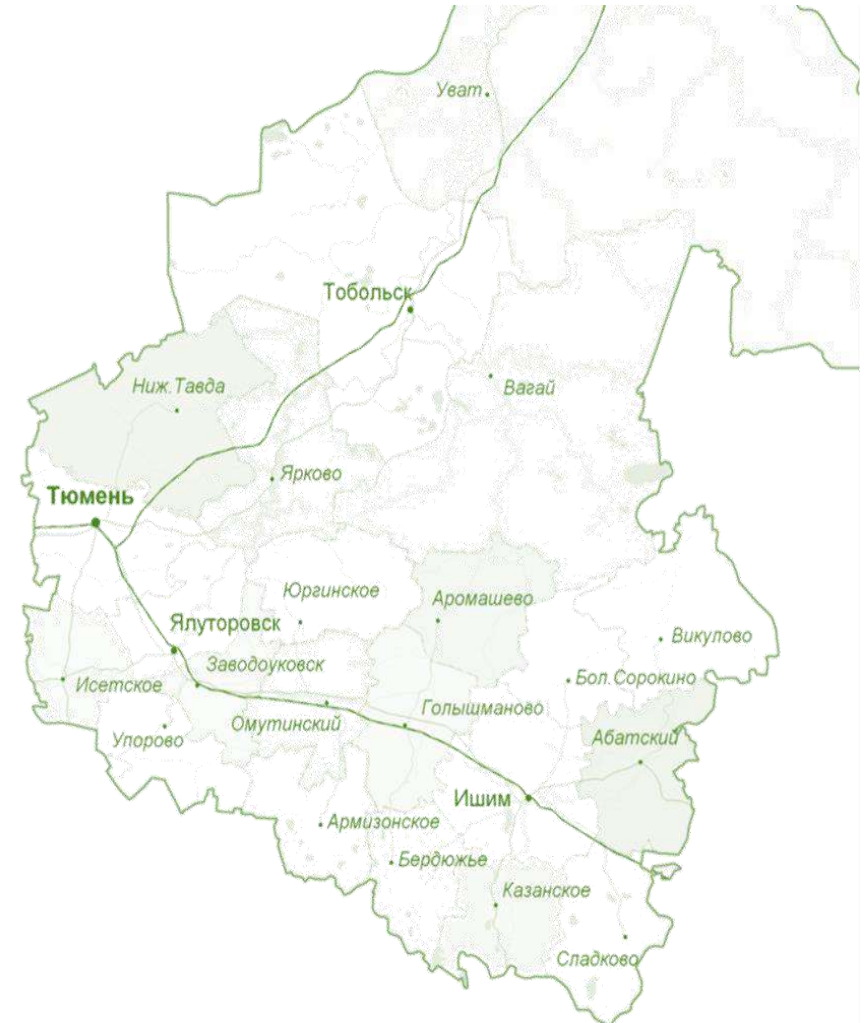 Уват
Тобольск
Ниж.Тавда
Вагай
Ярково
Тюмень
Юргинское
Аромашево
Ялуторовск
Викулово
Заводоуковск
Исетское
Бол.Сорокино
Голышманово
Омутинский
Упорово
Абатский
Ишим
Армизонское
Бердюжье
Казанское
Сладково